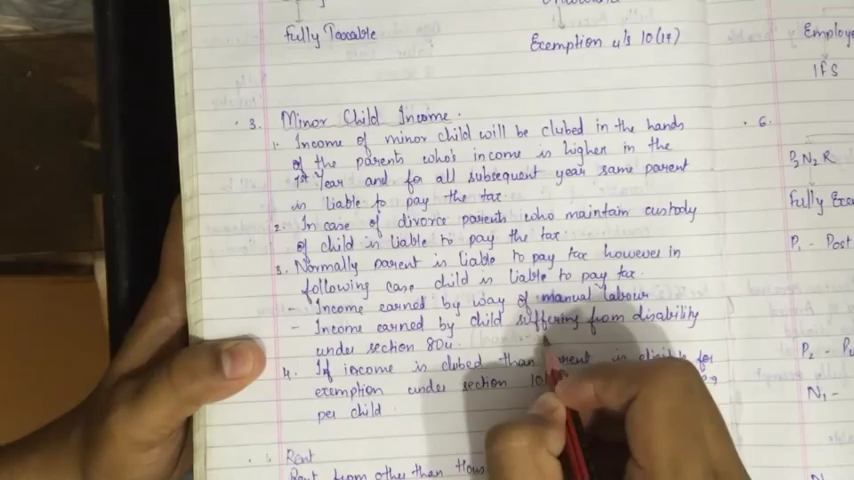 Fully Taxable
Exemption u/s 10(19)
Employe
IFS
3. Minor Child Income.
1. Income of minor child will be clubed in the hands
of the parents who's income is higher in the
1st Year and for all subsequent year same parent
is liable to pay the tax.
2. In case of divorce parents who maintain custody
of child is liable to pay the tax.
3. Normally parent is liable to pay tax however in
following case child is liable to pay tax.
- Income earned by way of manual labour
- Income earned by child suffering from disability
under section 80u.
4. If income is clubed than parent is eligible for
exemption under section 10
per child.
Rent
Rent from other than Hous
6.
P2N2R
Fully Exe
P1 - Post
P2 -
N1 -